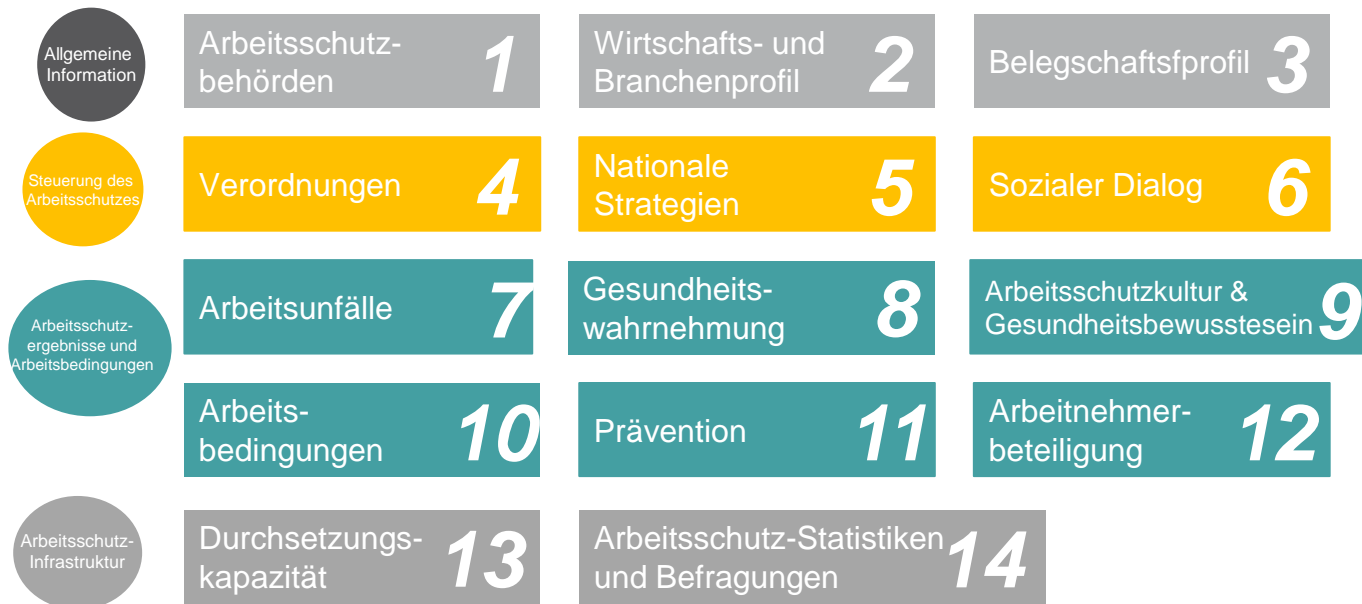 Allgemeine
Information
Arbeitsschutz-
behörden
1
Wirtschafts- und
Branchenprofil
2
Belegschaftsfprofil
3
Steuerung des
Arbeitsschutzes
Verordnungen
4
Nationale
Strategien
5
Sozialer Dialog
6
Arbeitsschutz-
ergebnisse und
Arbeitsbedingungen
Arbeitsunfälle
7
Gesundheits-
wahrnehmung
8
Arbeitsschutzkultur &
Gesundheitsbewusstesein
9
Arbeits-
bedingungen
10
Prävention
11
Arbeitnehmer-
beteiligung
12
Arbeitsschutz-
Infrastruktur
Durchsetzungs-
kapazität
13
Arbeitsschutz-Statistiken
und Befragungen
14